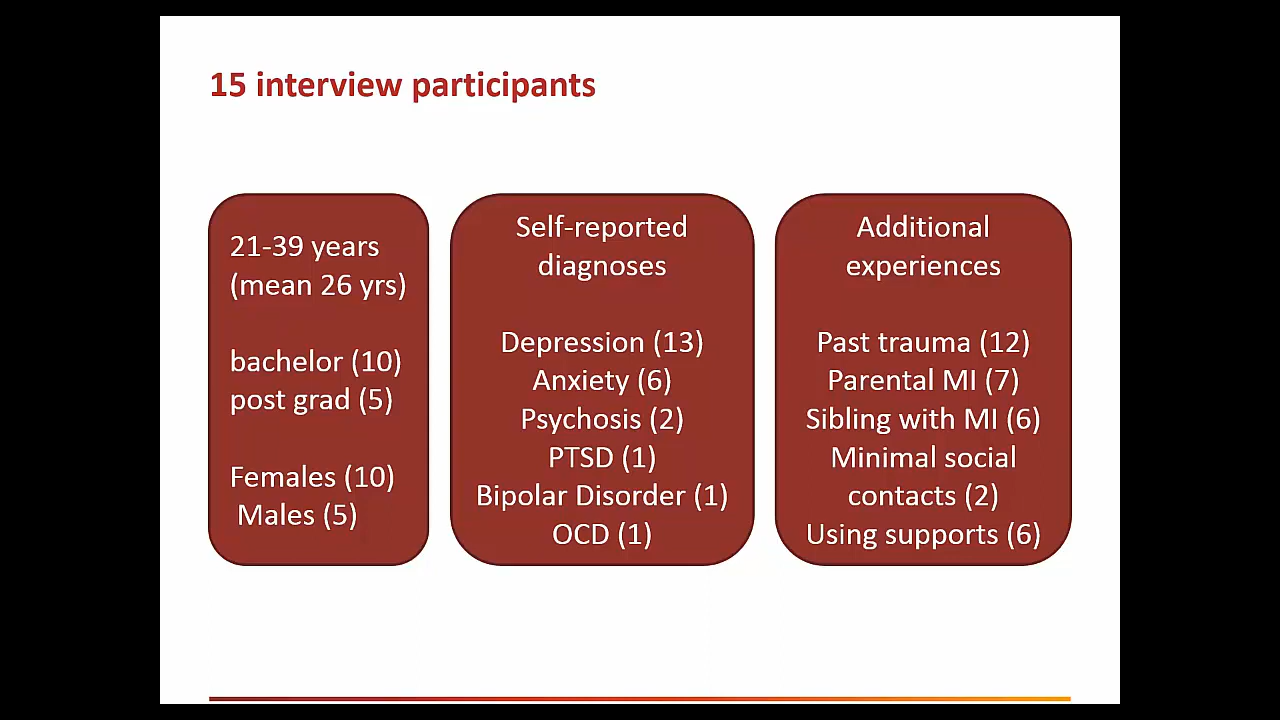 15 interview participants
21-39 years
(mean 26 yrs)
bachelor (10)
post grad (5)
Females (10)
Males (5)
Self-reported
diagnoses
Depression (13)
Anxiety (6)
Psychosis (2)
PTSD (1)
Bipolar Disorder (1)
OCD (1)
Additional
experiences
Past trauma (12)
Parental MI (7)
Sibling with MI (6)
Minimal social
contacts (2)
Using supports (6)